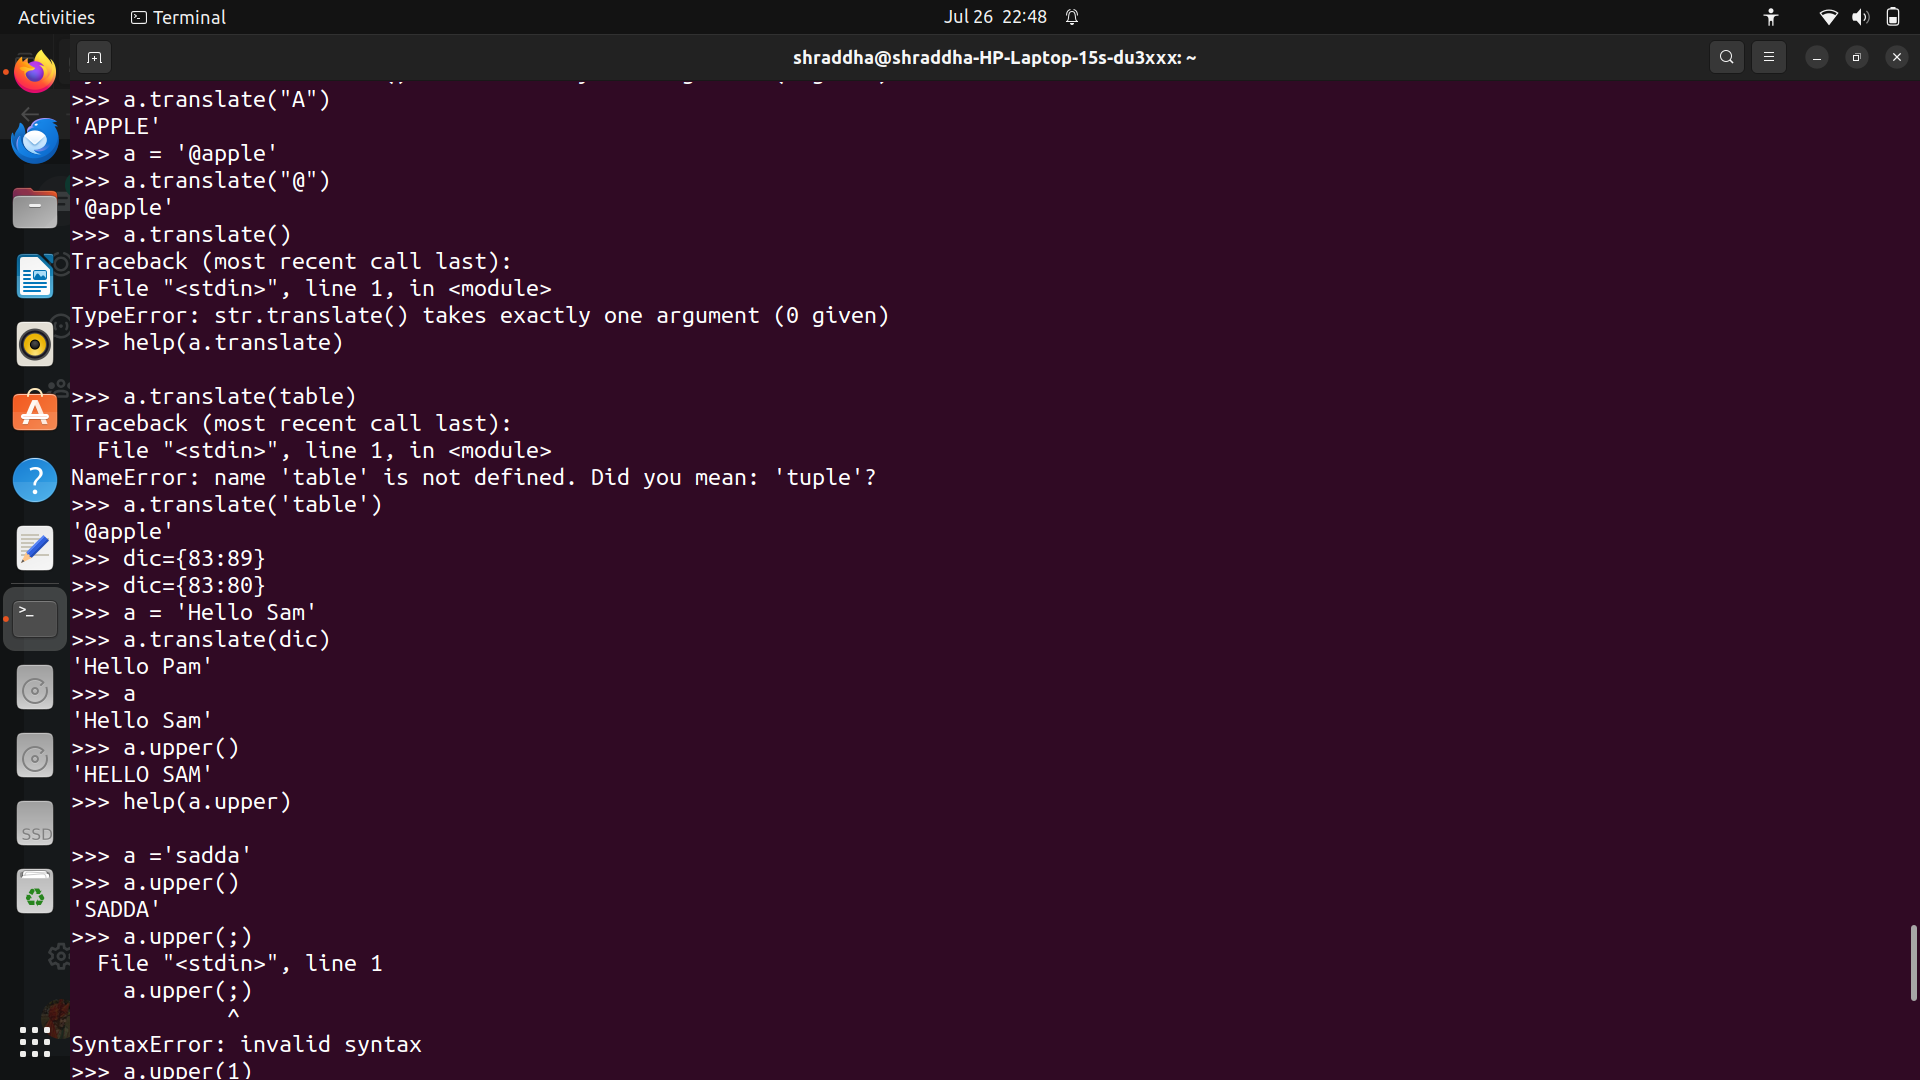 Activities Terminal Jul 26 22:48
shraddha@shraddha-HP-Laptop-15s-du3xxx: ~
>>> a.translate("A")
'APPLE'
>>> a = '@apple'
>>> a.translate("@")
'@apple'
>>> a.translate()
Traceback (most recent call last):
  File "<stdin>", line 1, in <module>
TypeError: str.translate() takes exactly one argument (0 given)
>>> help(a.translate)
>>> a.translate(table)
Traceback (most recent call last):
  File "<stdin>", line 1, in <module>
NameError: name 'table' is not defined. Did you mean: 'tuple'?
>>> a.translate('table')
'@apple'
>>> dic={83:89}
>>> dic={83:80}
>>> a = 'Hello Sam'
>>> a.translate(dic)
'Hello Pam'
>>> a
'Hello Sam'
>>> a.upper()
'HELLO SAM'
>>> help(a.upper)
>>> a ='sadda'
>>> a.upper()
'SADDA'
>>> a.upper(;)
  File "<stdin>", line 1
    a.upper(;)
            ^
SyntaxError: invalid syntax
>>> a.upper(1)
SSD